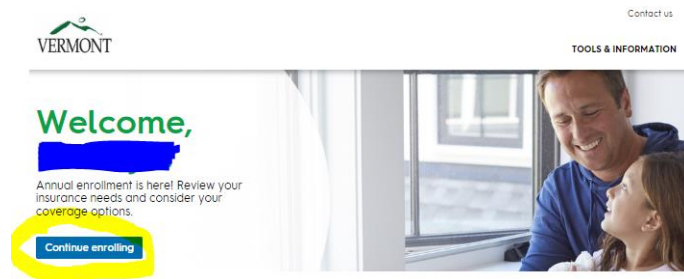 Contact us
VERMONT
TOOLS & INFORMATION
Welcome,
Annual enrollment is here! Review your
insurance needs and consider your
coverage options.
Continue enrolling